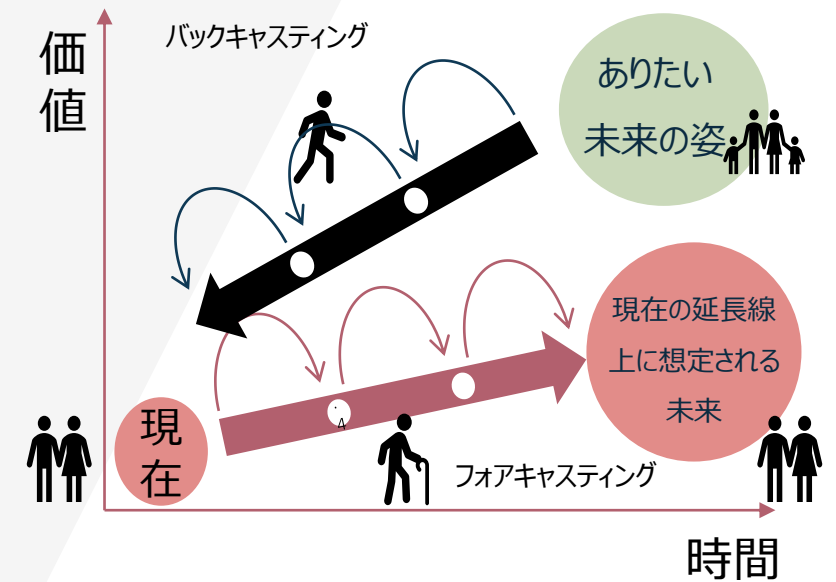 価
値
バックキャスティング
ありたい
未来の姿
現在の延長線
上に想定される
未来
現
在
4
フォアキャスティング
時間